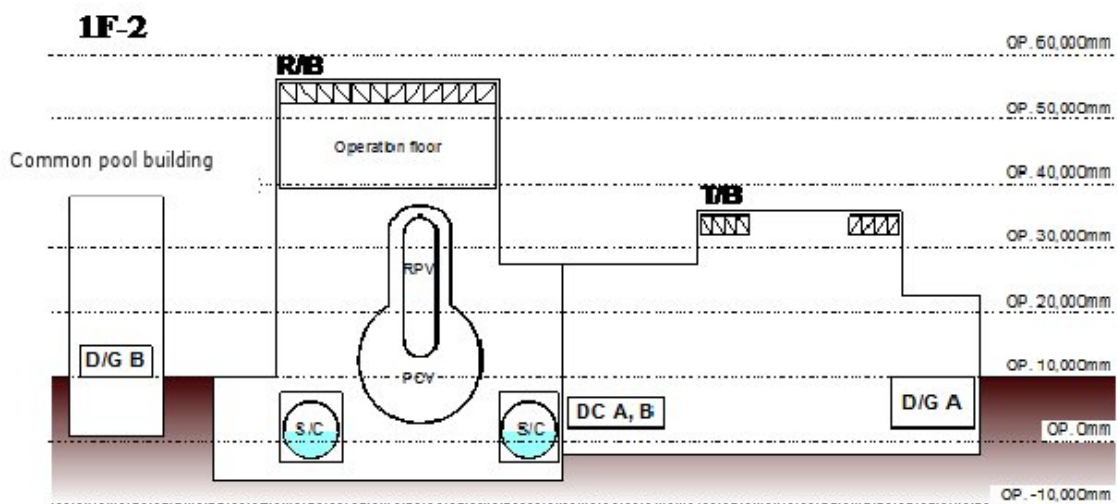 1F-2
OP. 60,000mm
R/B
OP. 50,000mm
Operation floor
Common pool building
OP. 40,000mm
T/B
OP. 30,000mm
RPV
OP. 20,000mm
D/G B
OP. 10,000mm
PCV
D/G A
DC A, B
S/C
S/C
OP. 0mm
OP. -10,000mm